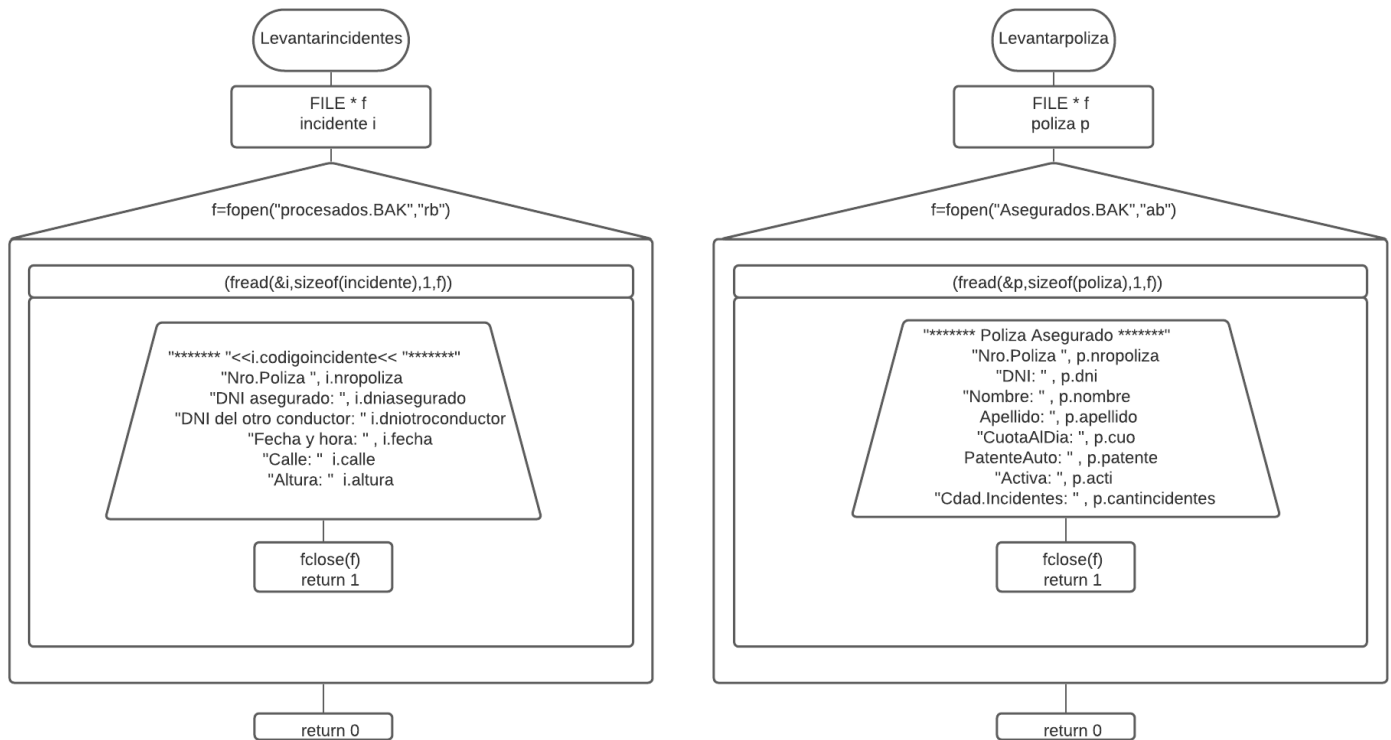 Levantarincidentes
FILE * f
incidente i
f=fopen("procesados.BAK","rb")
(fread(&i,sizeof(incidente),1,f))
"******* "<<i.codigoincidente<< "*******"
"Nro.Poliza ", i.nropoliza
"DNI asegurado: ", i.dniasegurado
"DNI del otro conductor: " i.dniotroconductor
"Fecha y hora: " , i.fecha
"Calle: "  i.calle
"Altura: "  i.altura
fclose(f)
return 1
return 0
Levantarpoliza
FILE * f
poliza p
f=fopen("Asegurados.BAK","ab")
(fread(&p,sizeof(poliza),1,f))
"******* Poliza Asegurado *******"
"Nro.Poliza ", p.nropoliza
"DNI: " , p.dni
"Nombre: " , p.nombre
Apellido: ", p.apellido
"CuotaAlDia: ", p.cuo
PatenteAuto: " , p.patente
"Activa: ", p.acti
"Cdad.Incidentes: " , p.cantincidentes
fclose(f)
return 1
return 0